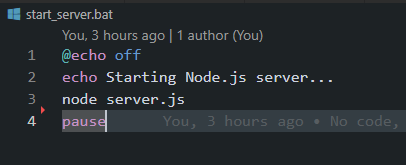 start_server.bat
You, 3 hours ago | 1 author (You)
1 @echo off
2 echo Starting Node.js server...
3 node server.js
4 pause You, 3 hours ago • No code,